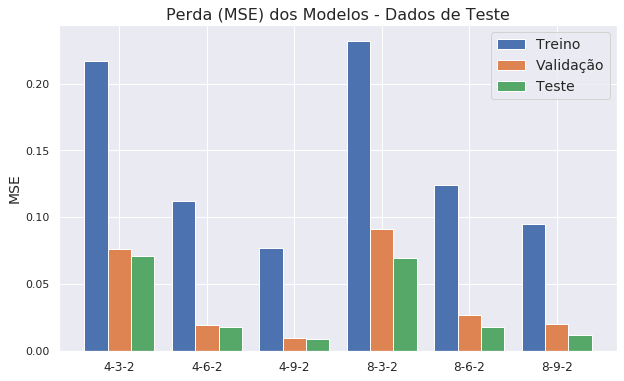 Perda (MSE) dos Modelos - Dados de Teste
Treino
Validação
Teste
MSE
0.20
0.15
0.10
0.05
0.00
4-3-2
4-6-2
4-9-2
8-3-2
8-6-2
8-9-2